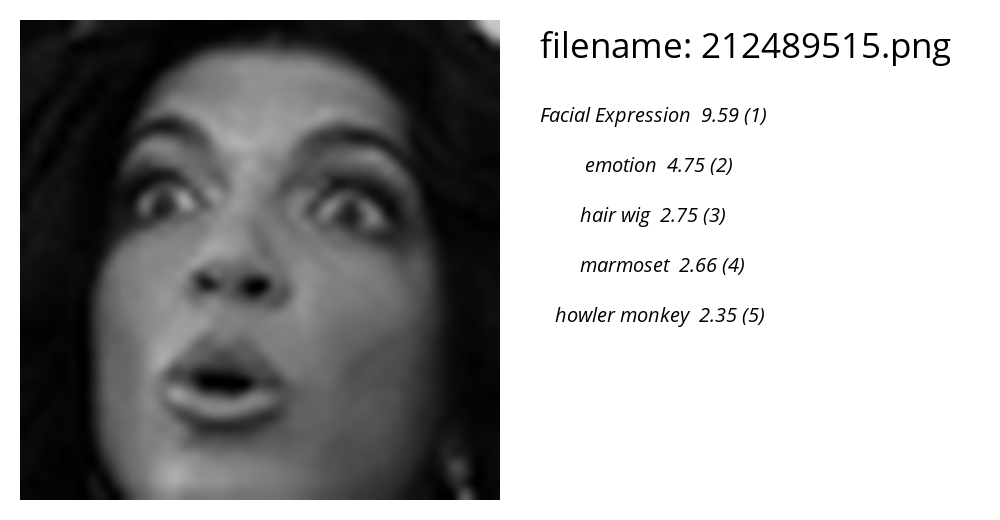 filename: 212489515.png
Facial Expression 9.59 (1)
emotion 4.75 (2)
hair wig 2.75 (3)
marmoset 2.66 (4)
howler monkey 2.35 (5)